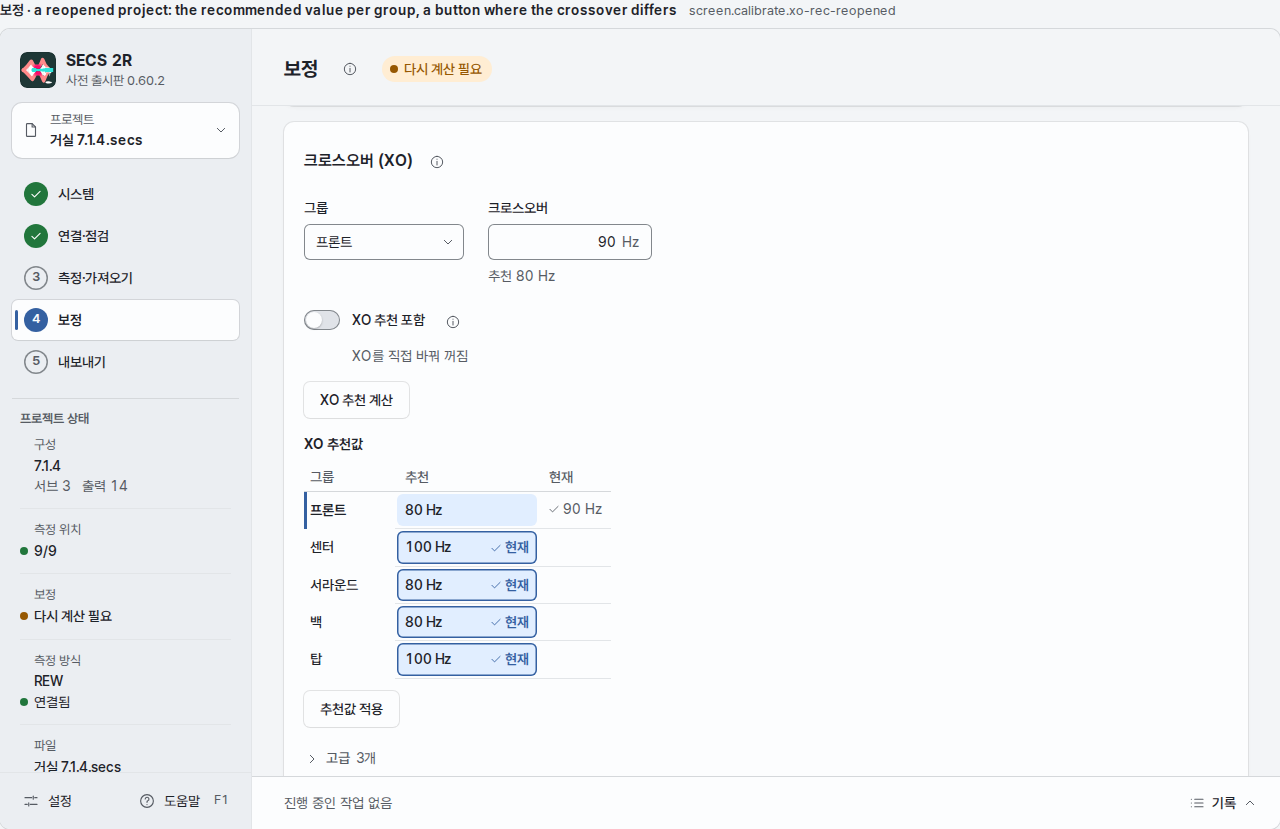 보정 · a reopened project: the recommended value per group, a button where the crossover differs screen.calibrate.xo-rec-reopened
SECS 2R
사전 출시판 0.60.2
프로젝트
거실 7.1.4.secs
시스템
연결·점검
3 측정·가져오기
4 보정
5 내보내기
프로젝트 상태
구성
7.1.4
서브 3 출력 14
측정 위치
9/9
보정
다시 계산 필요
측정 방식
REW
연결됨
파일
거실 7.1.4.secs
설정
도움말 F1
보정
다시 계산 필요
크로스오버 (XO)
그룹 크로스오버
프론트 90 Hz
추천 80 Hz
XO 추천 포함
XO를 직접 바꿔 꺼짐
XO 추천 계산
XO 추천값
그룹 추천 현재
프론트 80 Hz 90 Hz
센터 100 Hz 현재
서라운드 80 Hz 현재
백 80 Hz 현재
탑 100 Hz 현재
추천값 적용
고급 3개
진행 중인 작업 없음
기록